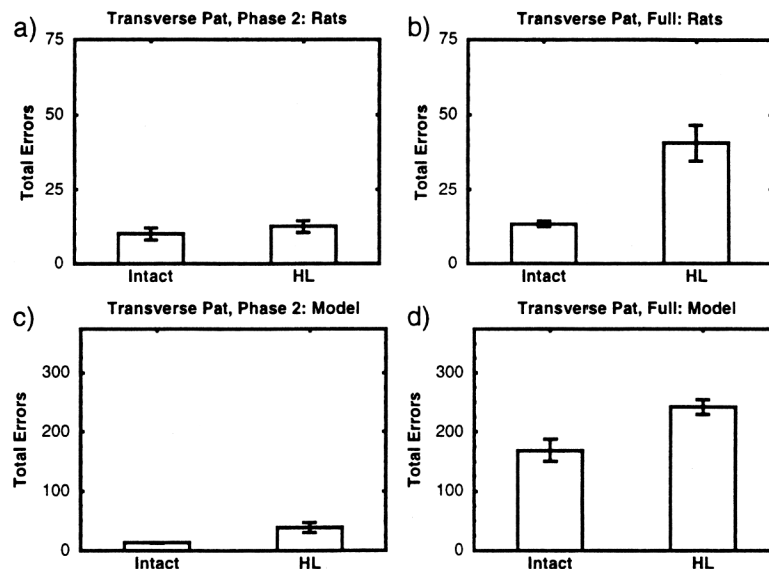 a)
Transverse Pat, Phase 2: Rats
75
50
25
0
Total Errors
Intact HL
b)
Transverse Pat, Full: Rats
75
50
25
0
Total Errors
Intact HL
c)
Transverse Pat, Phase 2: Model
300
200
100
0
Total Errors
Intact HL
d)
Transverse Pat, Full: Model
300
200
100
0
Total Errors
Intact HL